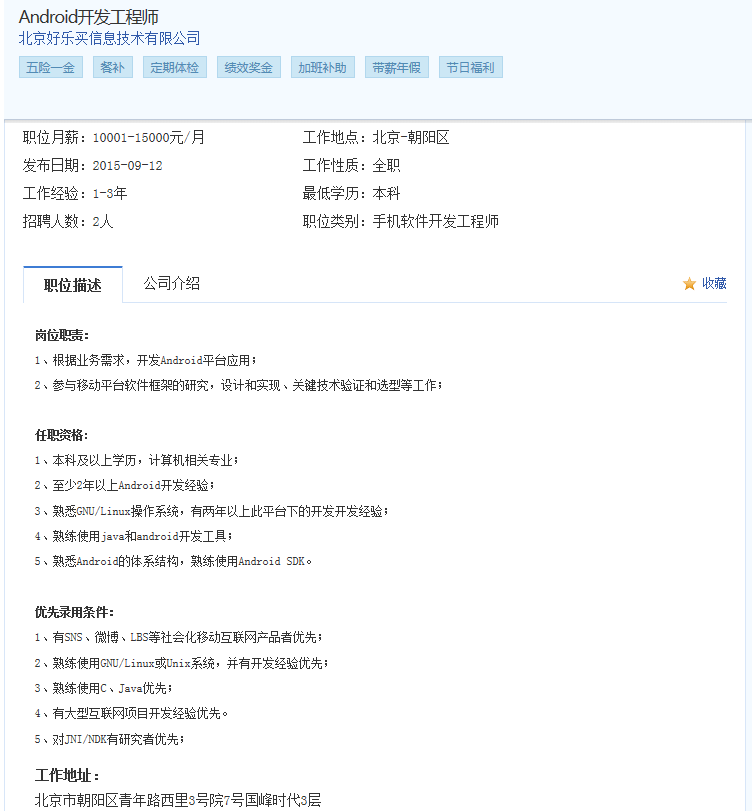 Android开发工程师
北京好乐买信息技术有限公司
五险一金 餐补 定期体检 绩效奖金 加班补助 带薪年假 节日福利
职位月薪：10001-15000元/月 工作地点：北京-朝阳区
发布日期：2015-09-12 工作性质：全职
工作经验：1-3年 最低学历：本科
招聘人数：2人 职位类别：手机软件开发工程师
职位描述 公司介绍 收藏
岗位职责：
1、根据业务需求，开发Android平台应用；
2、参与移动平台软件框架的研究，设计和实现、关键技术验证和选型等工作；
任职资格：
1、本科及以上学历，计算机相关专业；
2、至少2年以上Android开发经验；
3、熟悉GNU/Linux操作系统，有两年以上此平台下的开发开发经验；
4、熟练使用java和android开发工具；
5、熟悉Android的体系结构，熟练使用Android SDK。
优先录用条件：
1、有SNS、微博、LBS等社会化移动互联网产品者优先；
2、熟练使用GNU/Linux或Unix系统，并有开发经验优先；
3、熟练使用C、Java优先；
4、有大型互联网项目开发经验优先。
5、对JNI/NDK有研究者优先；
工作地址：
北京市朝阳区青年路西里3号院7号国峰时代3层